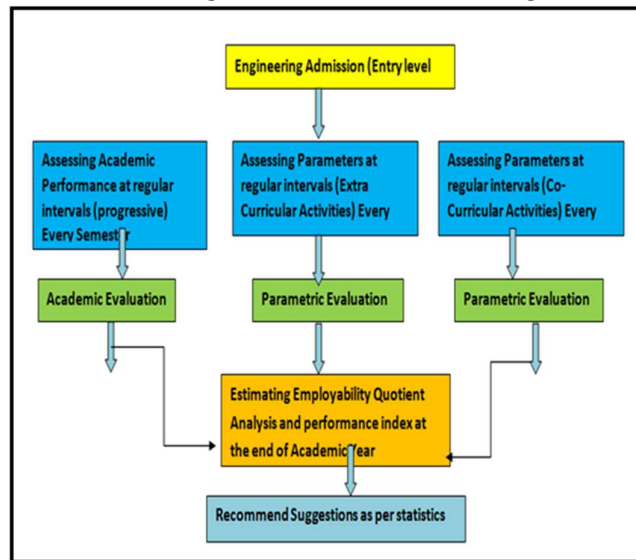 Engineering Admission (Entry level
Assessing Academic
Performance at regular
intervals (progressive)
Every Semester
Assessing Parameters at
regular intervals (Extra
Curricular Activities) Every
Assessing Parameters at
regular intervals (Co-
Curricular Activities) Every
Academic Evaluation
Parametric Evaluation
Parametric Evaluation
Estimating Employability Quotient
Analysis and performance index at
the end of Academic Year
Recommend Suggestions as per statistics